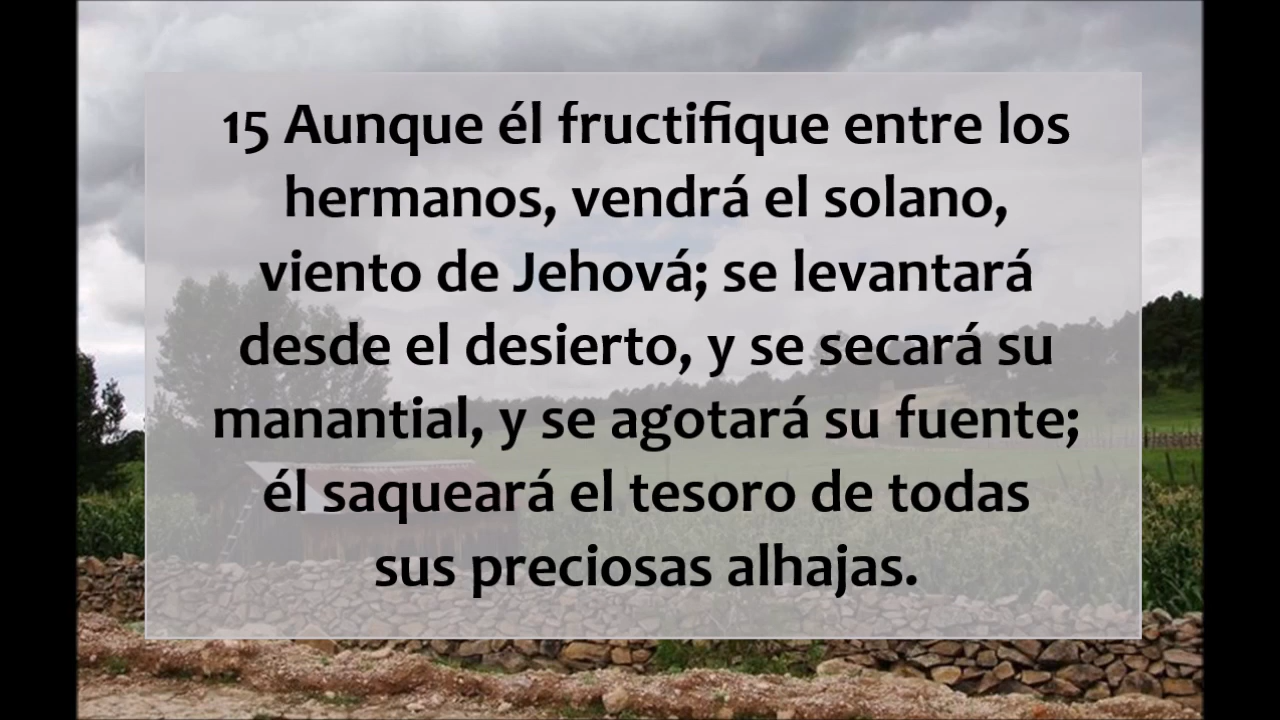 15 Aunque él fructifique entre los
hermanos, vendrá el solano,
viento de Jehová; se levantará
desde el desierto, y se secará su
manantial, y se agotará su fuente;
él saqueará el tesoro de todas
sus preciosas alhajas.